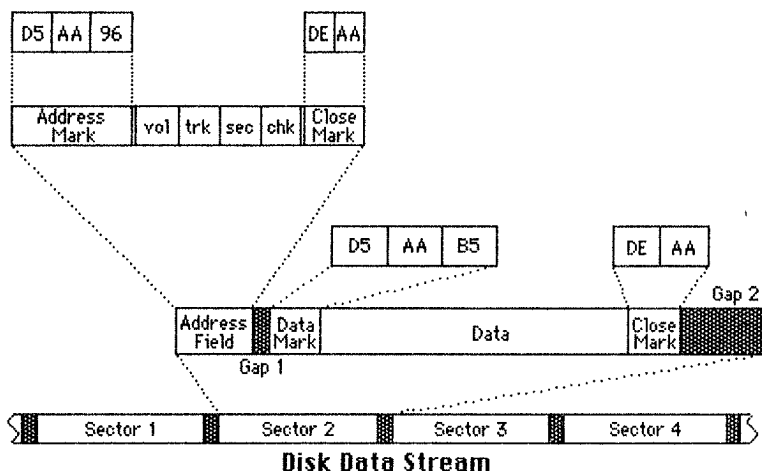 D5 AA 96
DE AA
Address Mark vol trk sec chk Close Mark
D5 AA B5
DE AA
Gap 2
Address Field Data Mark Data Close Mark
Gap 1
Sector 1 Sector 2 Sector 3 Sector 4
Disk Data Stream